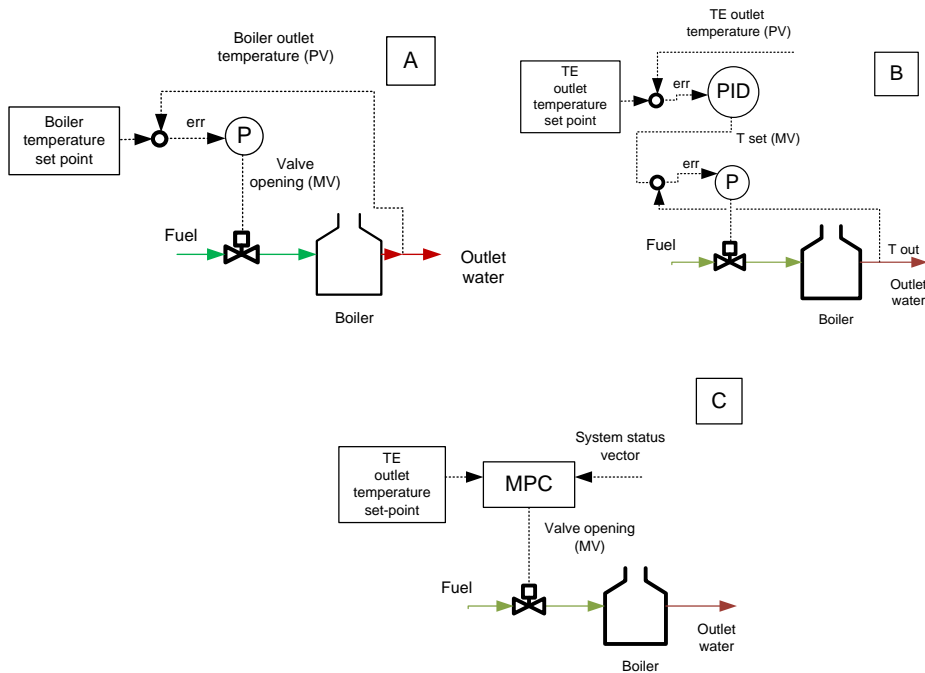 Boiler outlet
temperature (PV)
A
Boiler
temperature
set point
err
P
Valve
opening (MV)
Fuel
Outlet
water
Boiler
TE outlet
temperature (PV)
B
TE
outlet
temperature
set point
err
PID
T set (MV)
err
P
Fuel
T out
Outlet
water
Boiler
C
System status
vector
TE
outlet
temperature
set-point
MPC
Valve opening
(MV)
Fuel
Outlet
water
Boiler